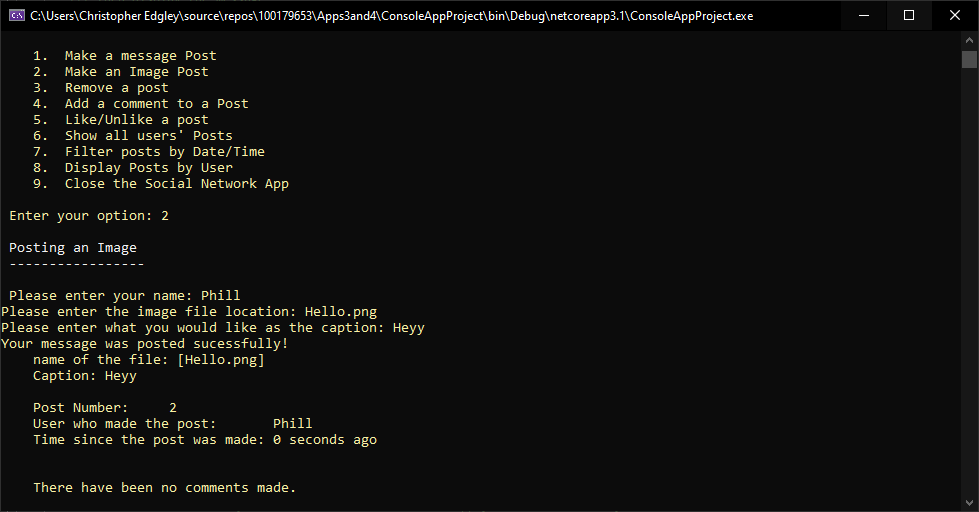 C:\Users\Christopher Edgley\source\repos\100179653\Apps3and4\ConsoleAppProject\bin\Debug\netcoreapp3.1\ConsoleAppProject.exe
1. Make a message Post
2. Make an Image Post
3. Remove a post
4. Add a comment to a Post
5. Like/Unlike a post
6. Show all users' Posts
7. Filter posts by Date/Time
8. Display Posts by User
9. Close the Social Network App
Enter your option: 2
Posting an Image
-----------------
Please enter your name: Phill
Please enter the image file location: Hello.png
Please enter what you would like as the caption: Heyy
Your message was posted sucessfully!
name of the file: [Hello.png]
Caption: Heyy
Post Number: 2
User who made the post: Phill
Time since the post was made: 0 seconds ago
There have been no comments made.